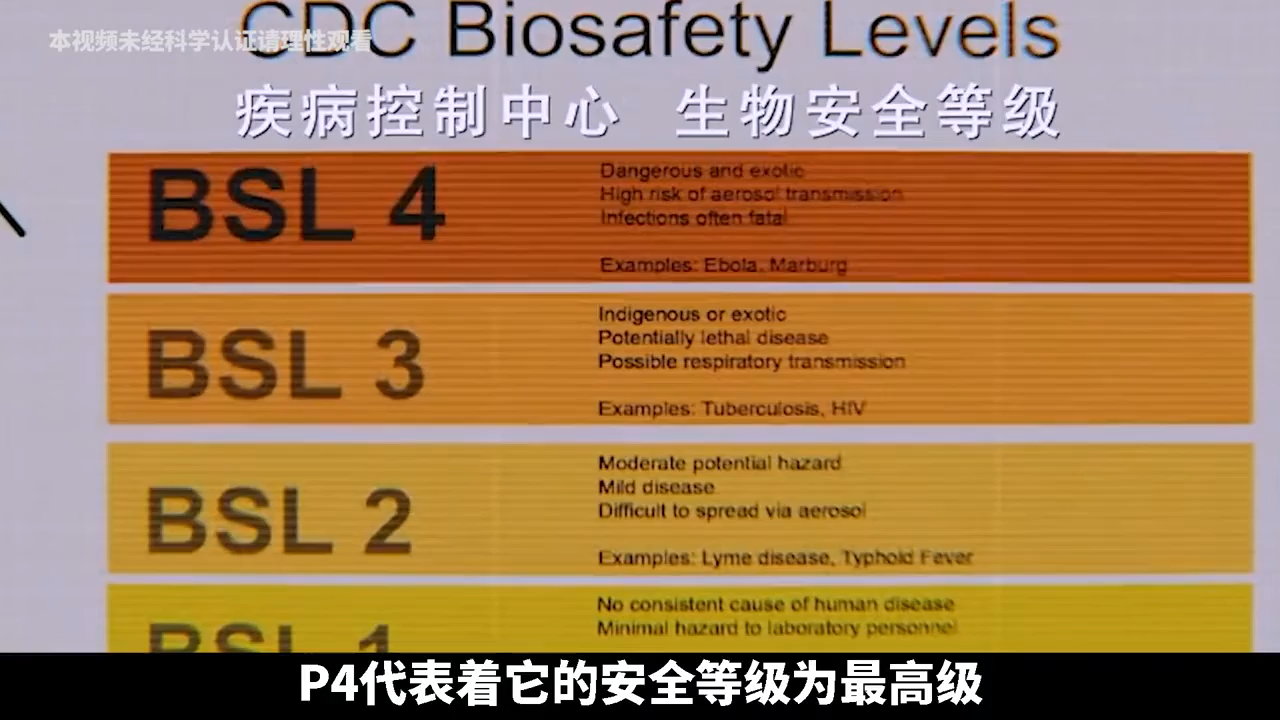 本视频未经科学认证请理性观看
CDC Biosafety Levels
疾病控制中心 生物安全等级
BSL 4
Dangerous and exotic
High risk of aerosol transmission
Infections often fatal
Examples: Ebola, Marburg
BSL 3
Indigenous or exotic
Potentially lethal disease
Possible respiratory transmission
Examples: Tuberculosis, HIV
BSL 2
Moderate potential hazard
Mild disease
Difficult to spread via aerosol
Examples: Lyme disease, Typhoid Fever
BSL 1
No consistent cause of human disease
Minimal hazard to laboratory personnel
P4代表着它的安全等级为最高级